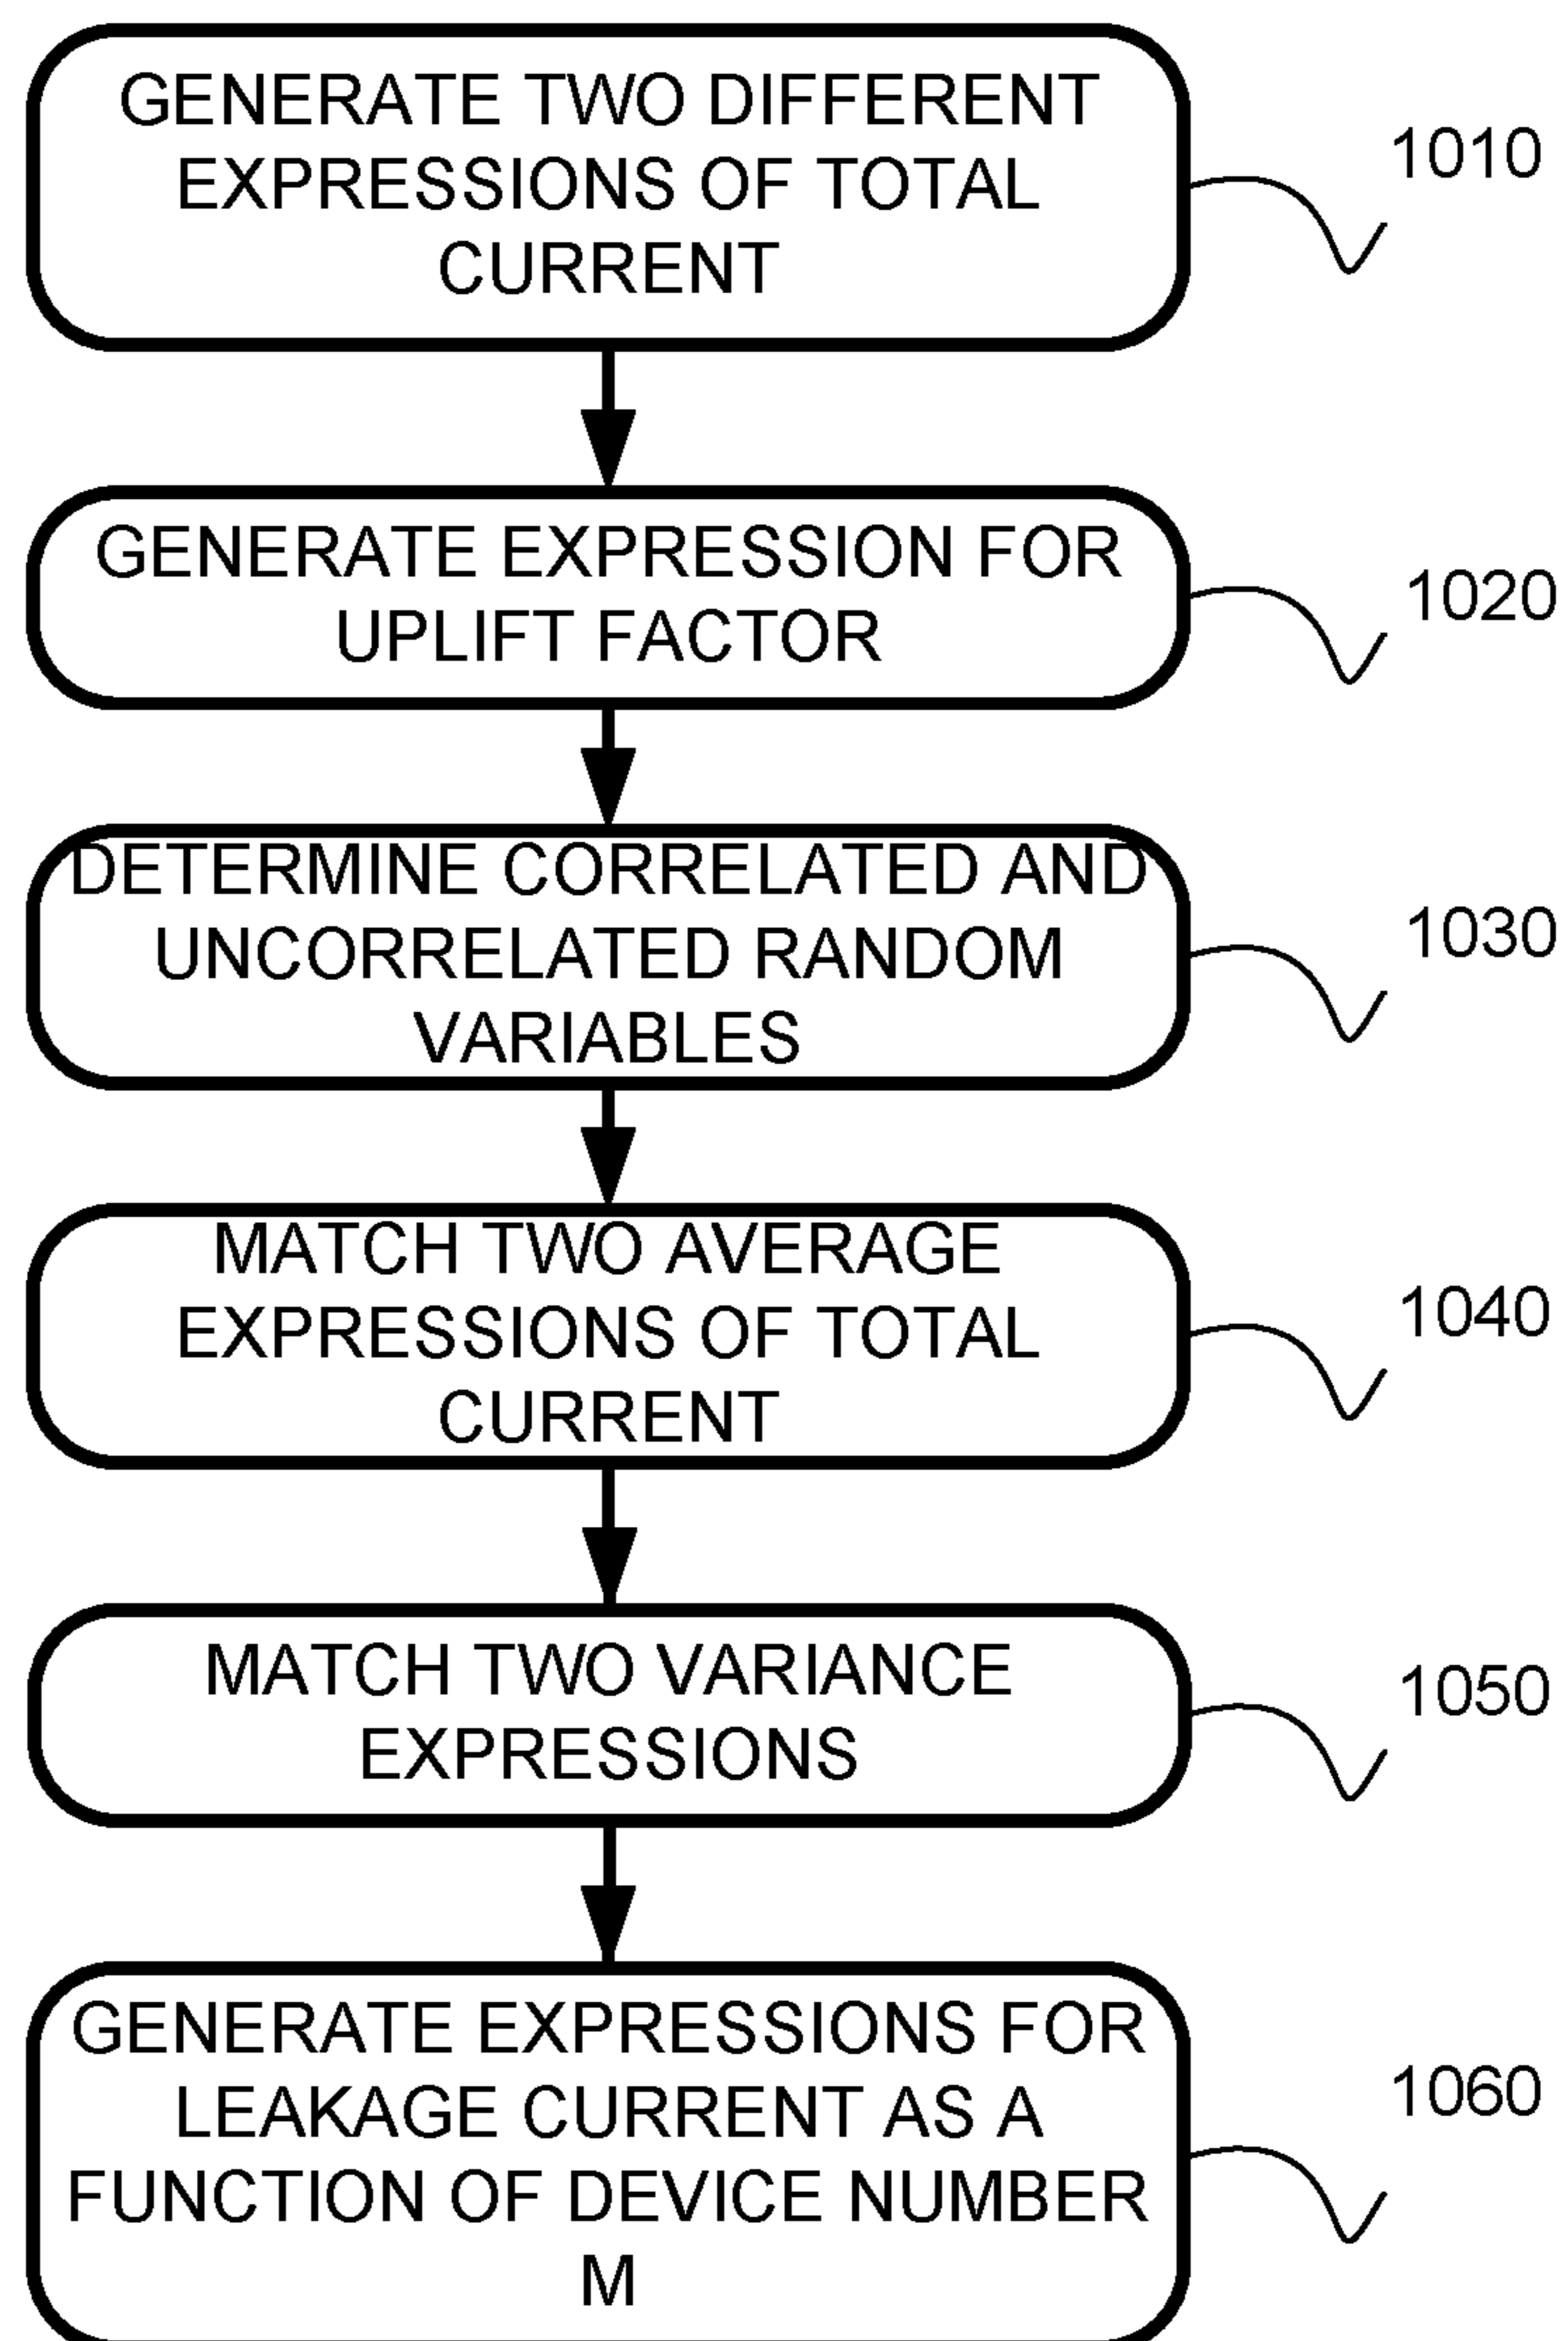 GENERATE TWO DIFFERENT
EXPRESSIONS OF TOTAL
CURRENT
1010
GENERATE EXPRESSION FOR
UPLIFT FACTOR
1020
DETERMINE CORRELATED AND
UNCORRELATED RANDOM
VARIABLES
1030
MATCH TWO AVERAGE
EXPRESSIONS OF TOTAL
CURRENT
1040
MATCH TWO VARIANCE
EXPRESSIONS
1050
GENERATE EXPRESSIONS FOR
LEAKAGE CURRENT AS A
FUNCTION OF DEVICE NUMBER
M
1060